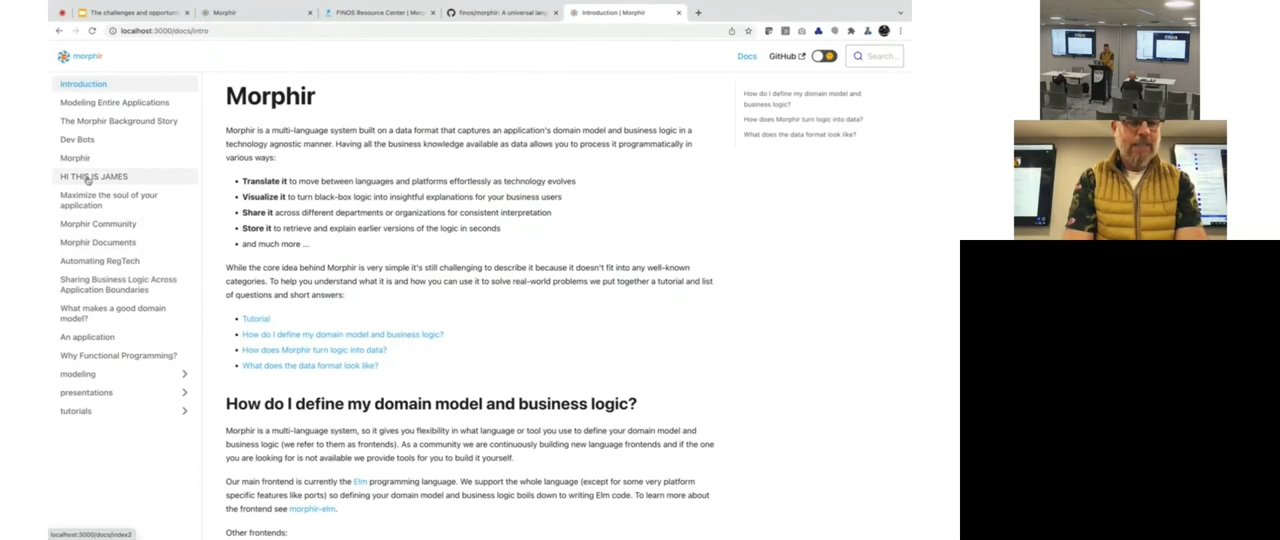 The challenges and opportuni
Morphir
FINOS Resource Center | Mor
finos/morphir: A universal lan
Introduction | Morphir
localhost:3000/docs/intro
morphir
Docs
GitHub
Search...
Introduction
Modeling Entire Applications
The Morphir Background Story
Dev Bots
Morphir
HI THIS IS JAMES
Maximize the soul of your
application
Morphir Community
Morphir Documents
Automating RegTech
Sharing Business Logic Across
Application Boundaries
What makes a good domain
model?
An application
Why Functional Programming?
modeling
presentations
tutorials
localhost:3000/docs/index2
Morphir
Morphir is a multi-language system built on a data format that captures an application's domain model and business logic in a
technology agnostic manner. Having all the business knowledge available as data allows you to process it programmatically in
various ways:
• Translate it to move between languages and platforms effortlessly as technology evolves
• Visualize it to turn black-box logic into insightful explanations for your business users
• Share it across different departments or organizations for consistent interpretation
• Store it to retrieve and explain earlier versions of the logic in seconds
• and much more ...
While the core idea behind Morphir is very simple it's still challenging to describe it because it doesn't fit into any well-known
categories. To help you understand what it is and how you can use it to solve real-world problems we put together a tutorial and list
of questions and short answers:
• Tutorial
• How do I define my domain model and business logic?
• How does Morphir turn logic into data?
• What does the data format look like?
How do I define my domain model and business logic?
Morphir is a multi-language system, so it gives you flexibility in what language or tool you use to define your domain model and
business logic (we refer to them as frontends). As a community we are continuously building new language frontends and if the one
you are looking for is not available we provide tools for you to build it yourself.
Our main frontend is currently the Elm programming language. We support the whole language (except for some very platform
specific features like ports) so defining your domain model and business logic boils down to writing Elm code. To learn more about
the frontend see morphir-elm.
Other frontends:
How do I define my domain model and
business logic?
How does Morphir turn logic into data?
What does the data format look like?